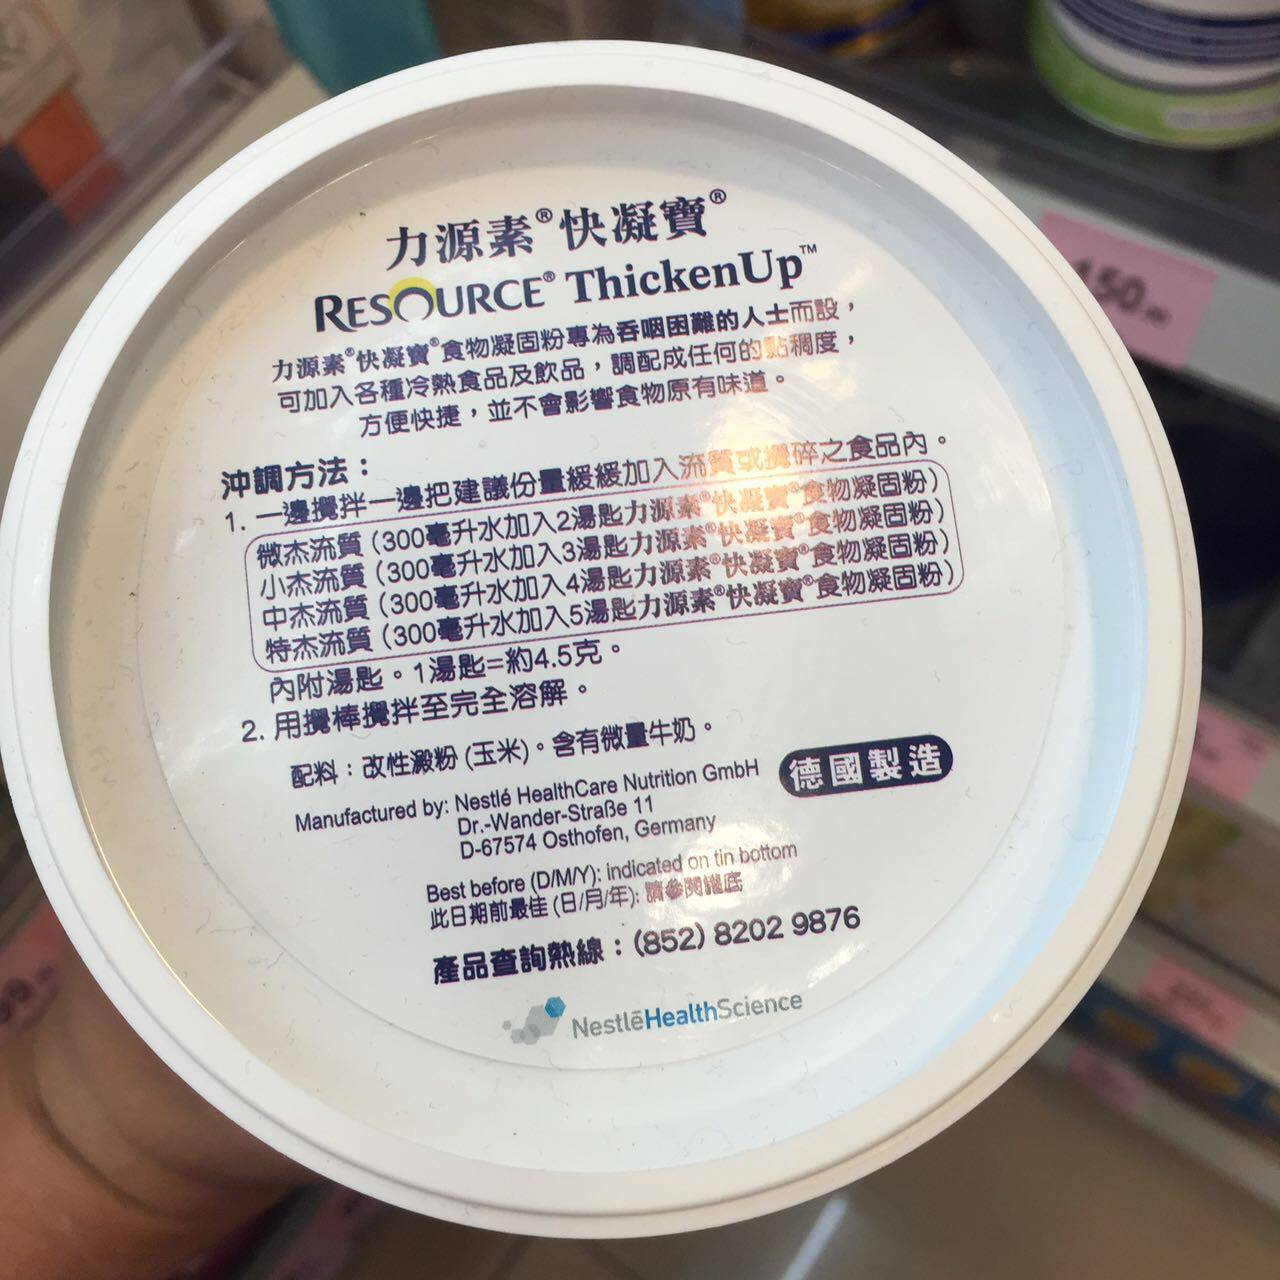 力源素®快凝寶®
RESOURCE® ThickenUp™
力源素®快凝寶®食物凝固粉專為吞咽困難的人士而設，
可加入各種冷熱食品及飲品，調配成任何的黏稠度，
方便快捷，並不會影響食物原有味道。
沖調方法：
1. 一邊攪拌一邊把建議份量緩緩加入流質或攪碎之食品內。
微杰流質 (300毫升水加入2湯匙力源素®快凝寶®食物凝固粉)
小杰流質 (300毫升水加入3湯匙力源素®快凝寶®食物凝固粉)
中杰流質 (300毫升水加入4湯匙力源素®快凝寶®食物凝固粉)
特杰流質 (300毫升水加入5湯匙力源素®快凝寶®食物凝固粉)
內附湯匙。1湯匙=約4.5克。
2. 用攪棒攪拌至完全溶解。
配料：改性澱粉 (玉米)。含有微量牛奶。
Manufactured by: Nestlé HealthCare Nutrition GmbH
Dr.-Wander-Straße 11
D-67574 Osthofen, Germany
德國製造
Best before (D/M/Y): indicated on tin bottom
此日期前最佳 (日/月/年): 請參閱罐底
產品查詢熱線：(852) 8202 9876
NestlēHealthScience